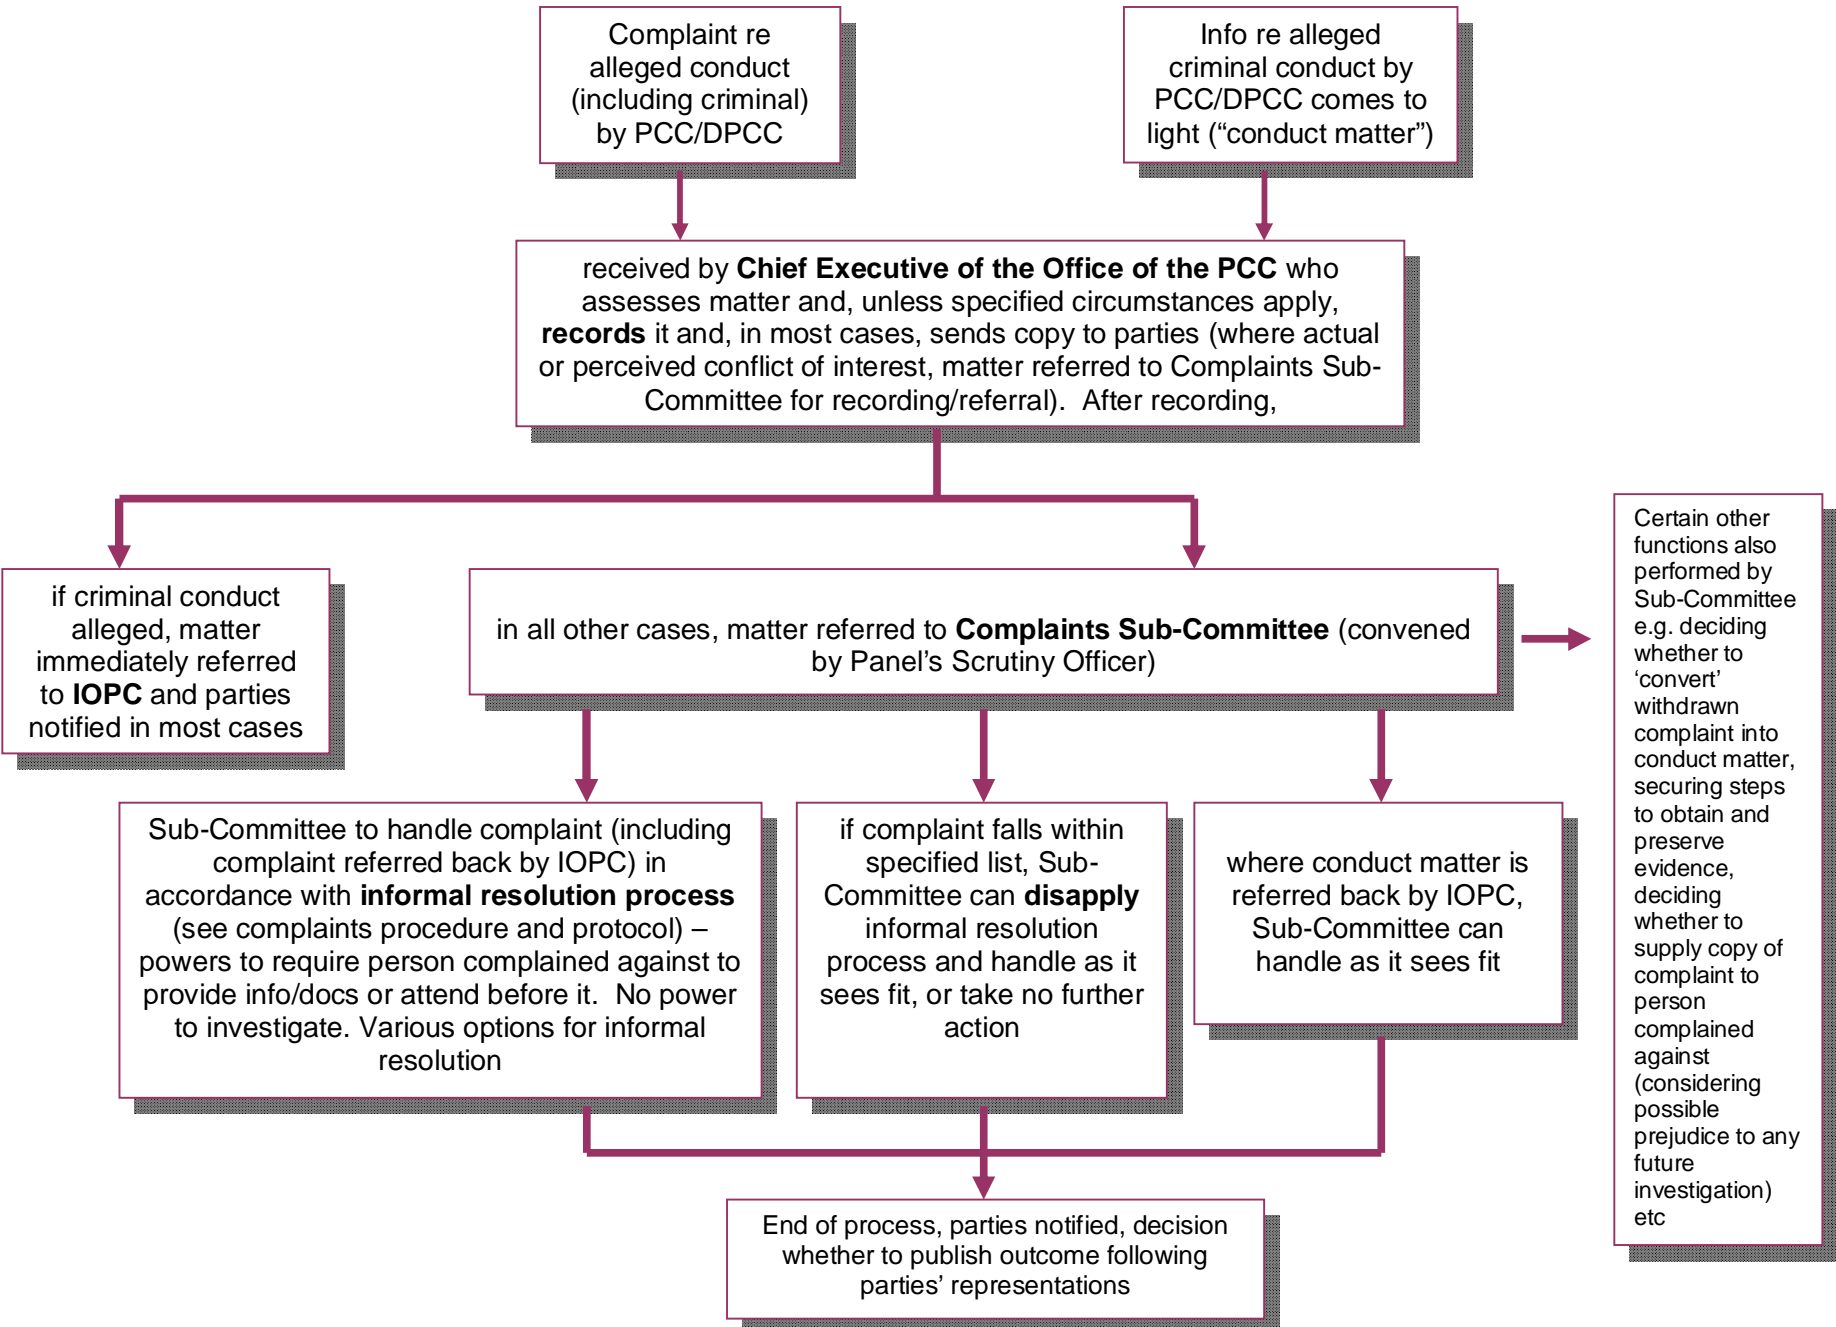 Complaint re
alleged conduct
(including criminal)
by PCC/DPCC
Info re alleged
criminal conduct by
PCC/DPCC comes to
light (“conduct matter”)
received by Chief Executive of the Office of the PCC who
assesses matter and, unless specified circumstances apply,
records it and, in most cases, sends copy to parties (where actual
or perceived conflict of interest, matter referred to Complaints Sub-
Committee for recording/referral).  After recording,
if criminal conduct
alleged, matter
immediately referred
to IOPC and parties
notified in most cases
in all other cases, matter referred to Complaints Sub-Committee (convened
by Panel’s Scrutiny Officer)
Certain other
functions also
performed by
Sub-Committee
e.g. deciding
whether to
‘convert’
withdrawn
complaint into
conduct matter,
securing steps
to obtain and
preserve
evidence,
deciding
whether to
supply copy of
complaint to
person
complained
against
(considering
possible
prejudice to any
future
investigation)
etc
Sub-Committee to handle complaint (including
complaint referred back by IOPC) in
accordance with informal resolution process
(see complaints procedure and protocol) –
powers to require person complained against to
provide info/docs or attend before it.  No power
to investigate. Various options for informal
resolution
if complaint falls within
specified list, Sub-
Committee can disapply
informal resolution
process and handle as it
sees fit, or take no further
action
where conduct matter is
referred back by IOPC,
Sub-Committee can
handle as it sees fit
End of process, parties notified, decision
whether to publish outcome following
parties’ representations